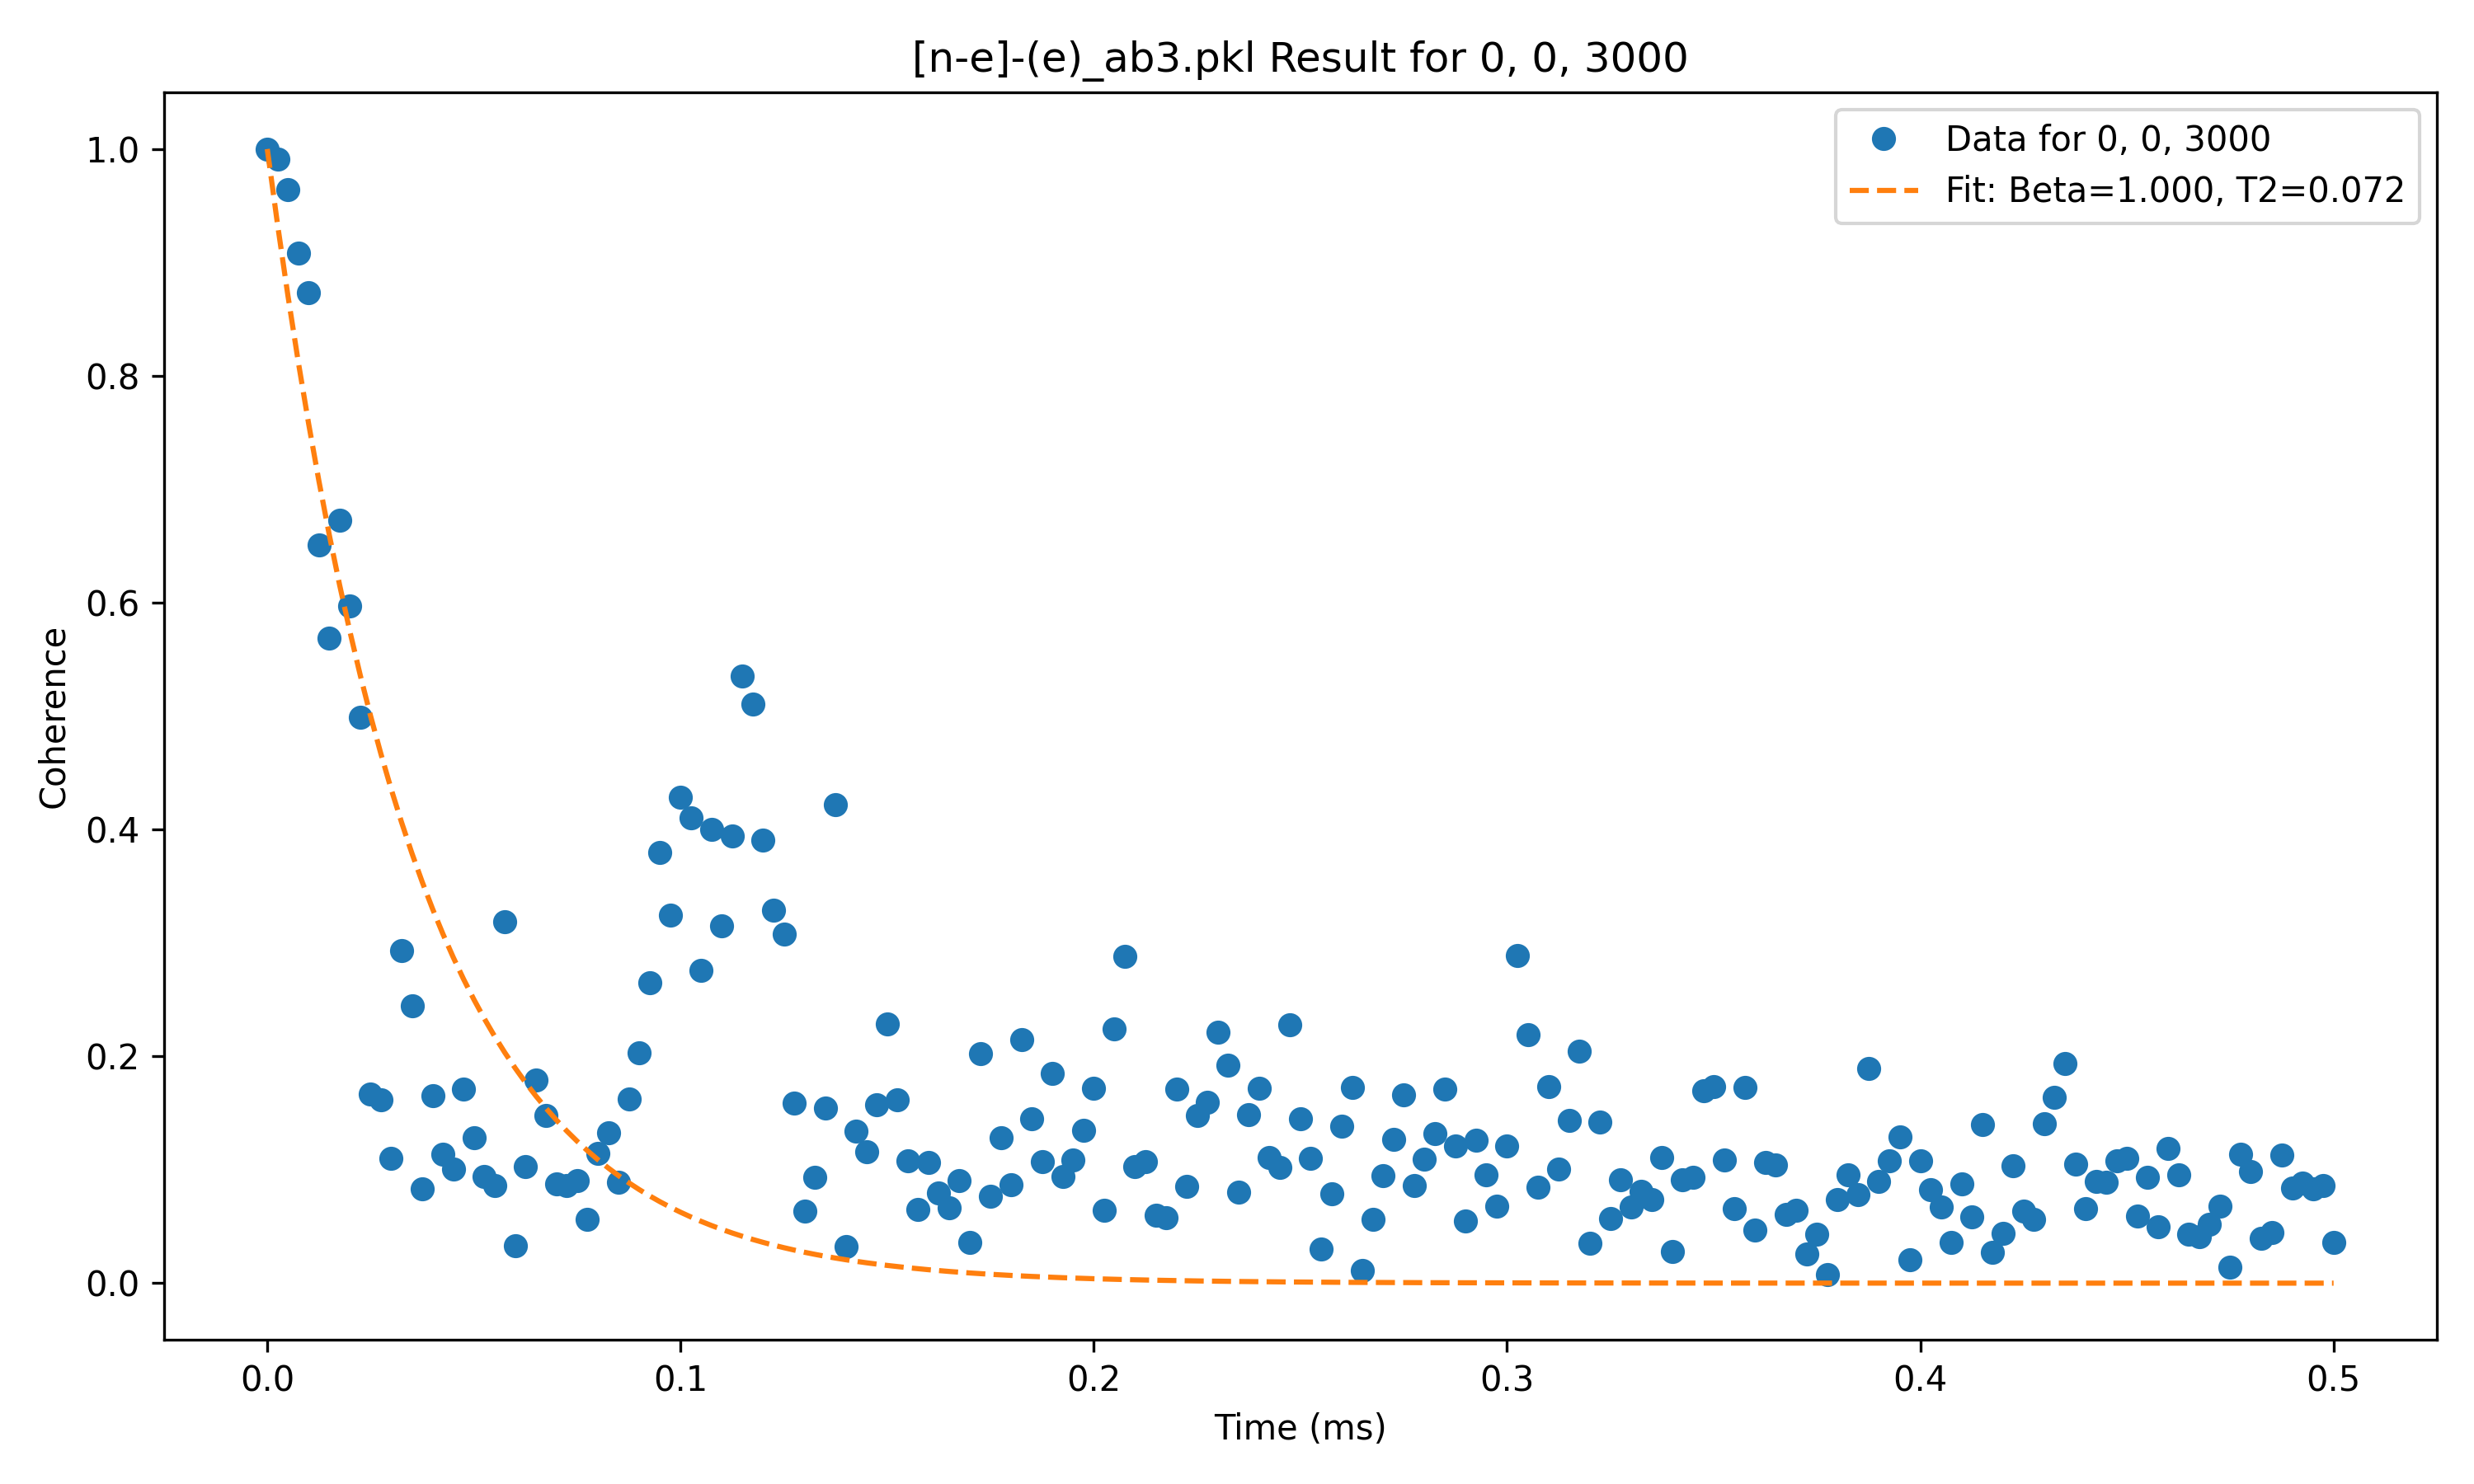 [n-e]-(e)_ab3.pkl Result for 0, 0, 3000
Data for 0, 0, 3000
Fit: Beta=1.000, T2=0.072
Coherence
1.0
0.8
0.6
0.4
0.2
0.0
0.0 0.1 0.2 0.3 0.4 0.5
Time (ms)